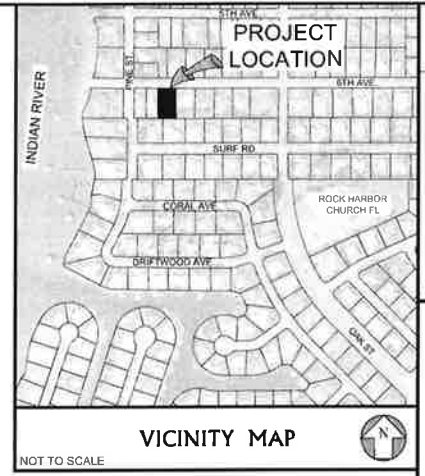 5TH AVE
PROJECT
LOCATION
INDIAN RIVER
PINE ST
6TH AVE
SURF RD
ROCK HARBOR
CHURCH FL
CORAL AVE
DRIFTWOOD AVE
OAK ST
VICINITY MAP
N
NOT TO SCALE